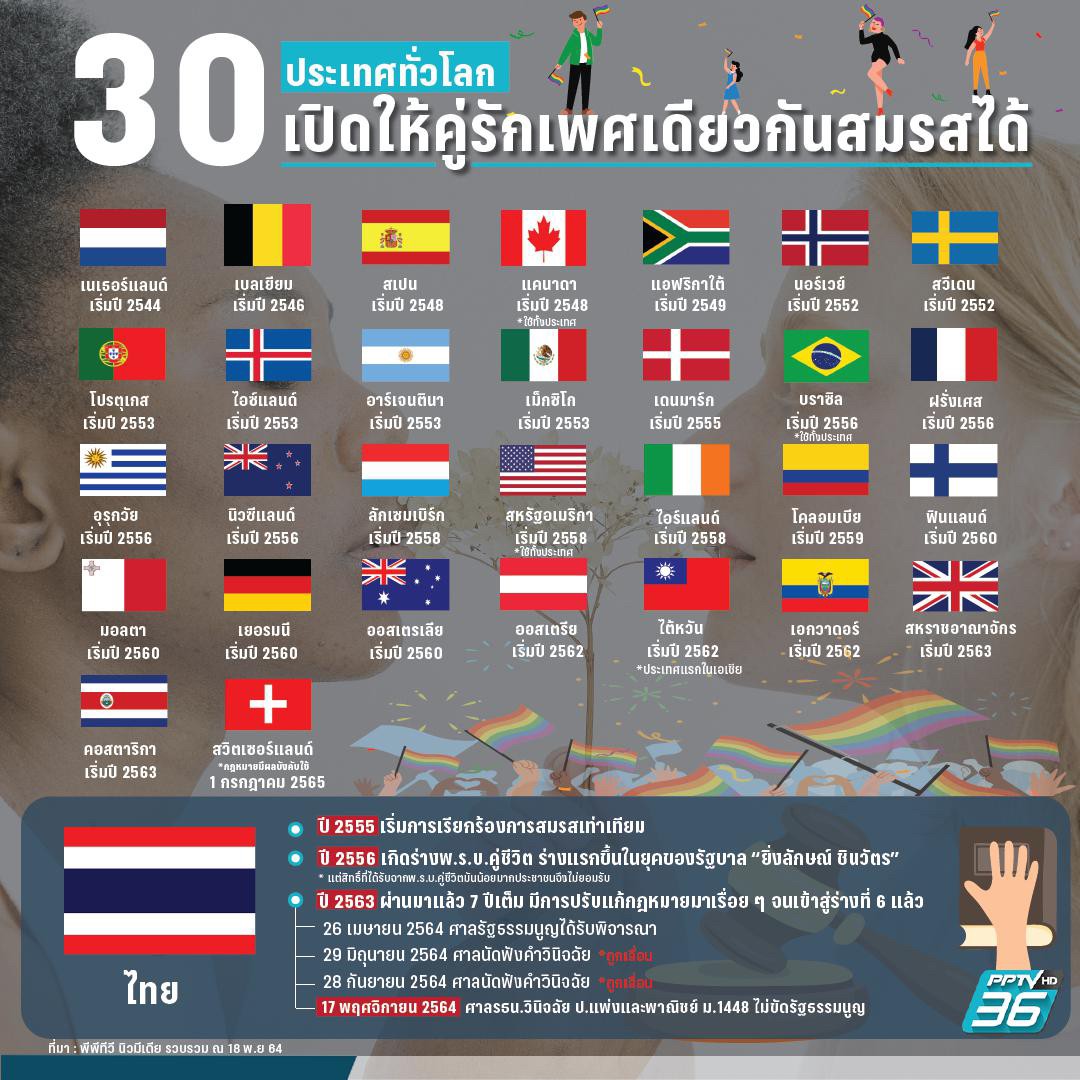 30
ประเทศทั่วโลก
เปิดให้คู่รักเพศเดียวกันสมรสได้
เนเธอร์แลนด์
เริ่มปี 2544
เบลเยียม
เริ่มปี 2546
สเปน
เริ่มปี 2548
แคนาดา
เริ่มปี 2548
*ใช้ทั้งประเทศ
แอฟริกาใต้
เริ่มปี 2549
นอร์เวย์
เริ่มปี 2552
สวีเดน
เริ่มปี 2552
โปรตุเกส
เริ่มปี 2553
ไอซ์แลนด์
เริ่มปี 2553
อาร์เจนตินา
เริ่มปี 2553
เม็กซิโก
เริ่มปี 2553
เดนมาร์ก
เริ่มปี 2555
บราซิล
เริ่มปี 2556
*ใช้ทั้งประเทศ
ฝรั่งเศส
เริ่มปี 2556
อุรุกวัย
เริ่มปี 2556
นิวซีแลนด์
เริ่มปี 2556
ลักเซมเบิร์ก
เริ่มปี 2558
สหรัฐอเมริกา
เริ่มปี 2558
*ใช้ทั้งประเทศ
ไอร์แลนด์
เริ่มปี 2558
โคลอมเบีย
เริ่มปี 2559
ฟินแลนด์
เริ่มปี 2560
มอลตา
เริ่มปี 2560
เยอรมนี
เริ่มปี 2560
ออสเตรเลีย
เริ่มปี 2560
ออสเตรีย
เริ่มปี 2562
ไต้หวัน
เริ่มปี 2562
*ประเทศแรกในเอเชีย
เอกวาดอร์
เริ่มปี 2562
สหราชอาณาจักร
เริ่มปี 2563
คอสตาริกา
เริ่มปี 2563
สวิตเซอร์แลนด์
*กฎหมายมีผลบังคับใช้
1 กรกฎาคม 2565
ไทย
ปี 2555 เริ่มการเรียกร้องการสมรสเท่าเทียม
ปี 2556 เกิดร่างพ.ร.บ.คู่ชีวิต ร่างแรกขึ้นในยุคของรัฐบาล “ยิ่งลักษณ์ ชินวัตร”
* แต่สิทธิ์ที่ได้รับจากพ.ร.บ.คู่ชีวิตมันน้อยมากประชาชนจึงไม่ยอมรับ
ปี 2563 ผ่านมาแล้ว 7 ปีเต็ม มีการปรับแก้กฎหมายมาเรื่อย ๆ จนเข้าสู่ร่างที่ 6 แล้ว
26 เมษายน 2564 ศาลรัฐธรรมนูญได้รับพิจารณา
29 มิถุนายน 2564 ศาลนัดฟังคำวินิจฉัย *ถูกเลื่อน
28 กันยายน 2564 ศาลนัดฟังคำวินิจฉัย *ถูกเลื่อน
17 พฤศจิกายน 2564 ศาลรธน.วินิจฉัย ป.แพ่งและพาณิชย์ ม.1448 ไม่ขัดรัฐธรรมนูญ
PPTV HD
36
ที่มา : พีพีทีวี นิวมีเดีย รวบรวม ณ 18 พ.ย 64